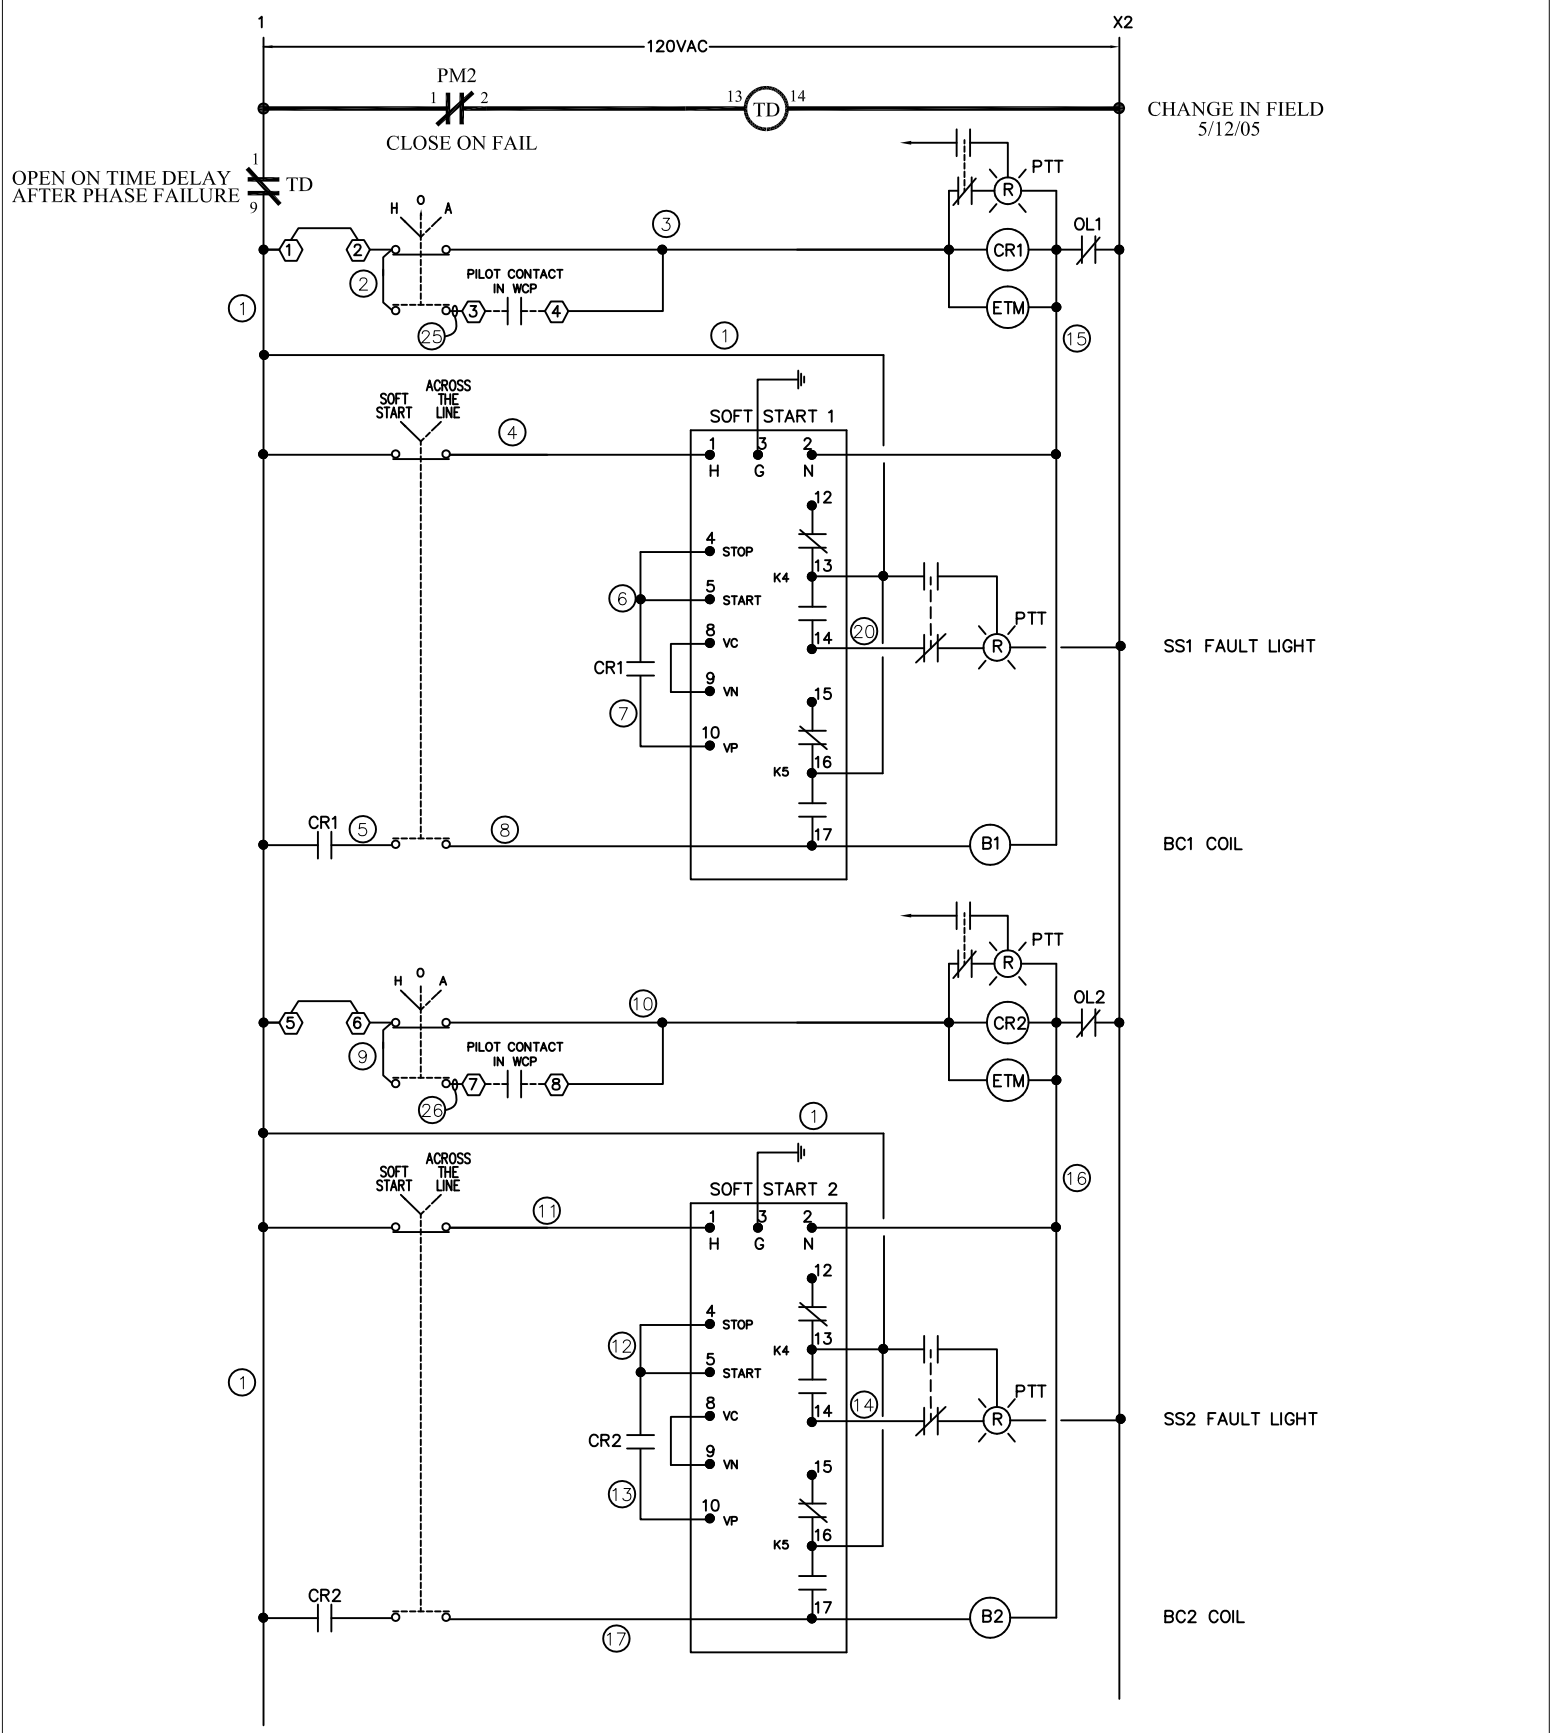 1
X2
120VAC
PM2
1 2
13 TD 14
CLOSE ON FAIL
CHANGE IN FIELD
5/12/05
1
OPEN ON TIME DELAY
AFTER PHASE FAILURE
TD
9
H O A
PTT
R
OL1
3
1 2
CR1
2
PILOT CONTACT
IN WCP
3 4
ETM
1
25
1
15
SOFT
START
ACROSS
THE
LINE
4
SOFT START 1
1 3 2
H G N
12
4 STOP
13
K4
5 START
6
8 VC
14
20
PTT
R
SS1 FAULT LIGHT
CR1
9 VN
15
7
10 VP
16
K5
CR1
5
8
17
B1
BC1 COIL
PTT
R
H O A
OL2
10
5 6
CR2
9
PILOT CONTACT
IN WCP
7 8
ETM
26
1
SOFT
START
ACROSS
THE
LINE
16
11
SOFT START 2
1 3 2
H G N
12
4 STOP
12
13
K4
5 START
1
8 VC
14
14
PTT
R
SS2 FAULT LIGHT
CR2
9 VN
15
13
10 VP
16
K5
CR2
17
17
B2
BC2 COIL